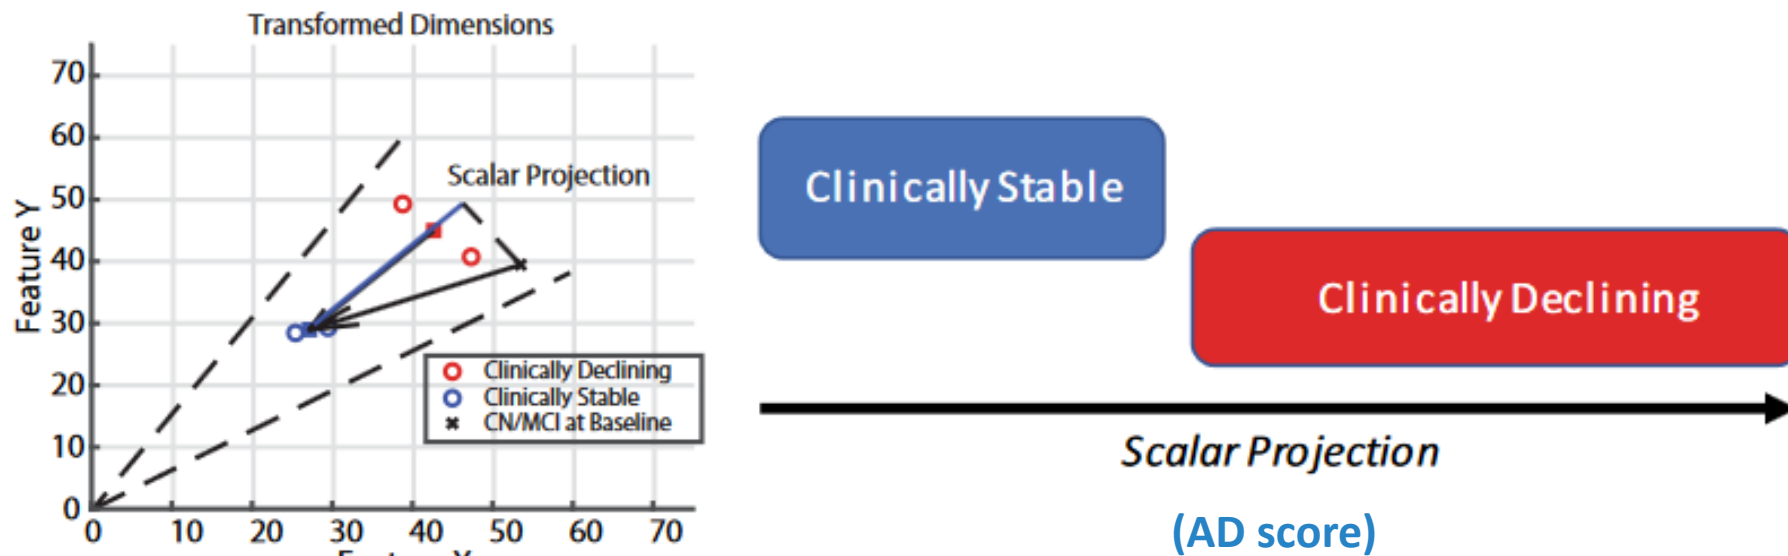 Transformed Dimensions
70
60
50
40
30
20
10
0
Feature Y
Scalar Projection
Clinically Declining
Clinically Stable
CN/MCI at Baseline
0 10 20 30 40 50 60 70
Clinically Stable
Clinically Declining
Scalar Projection
(AD score)